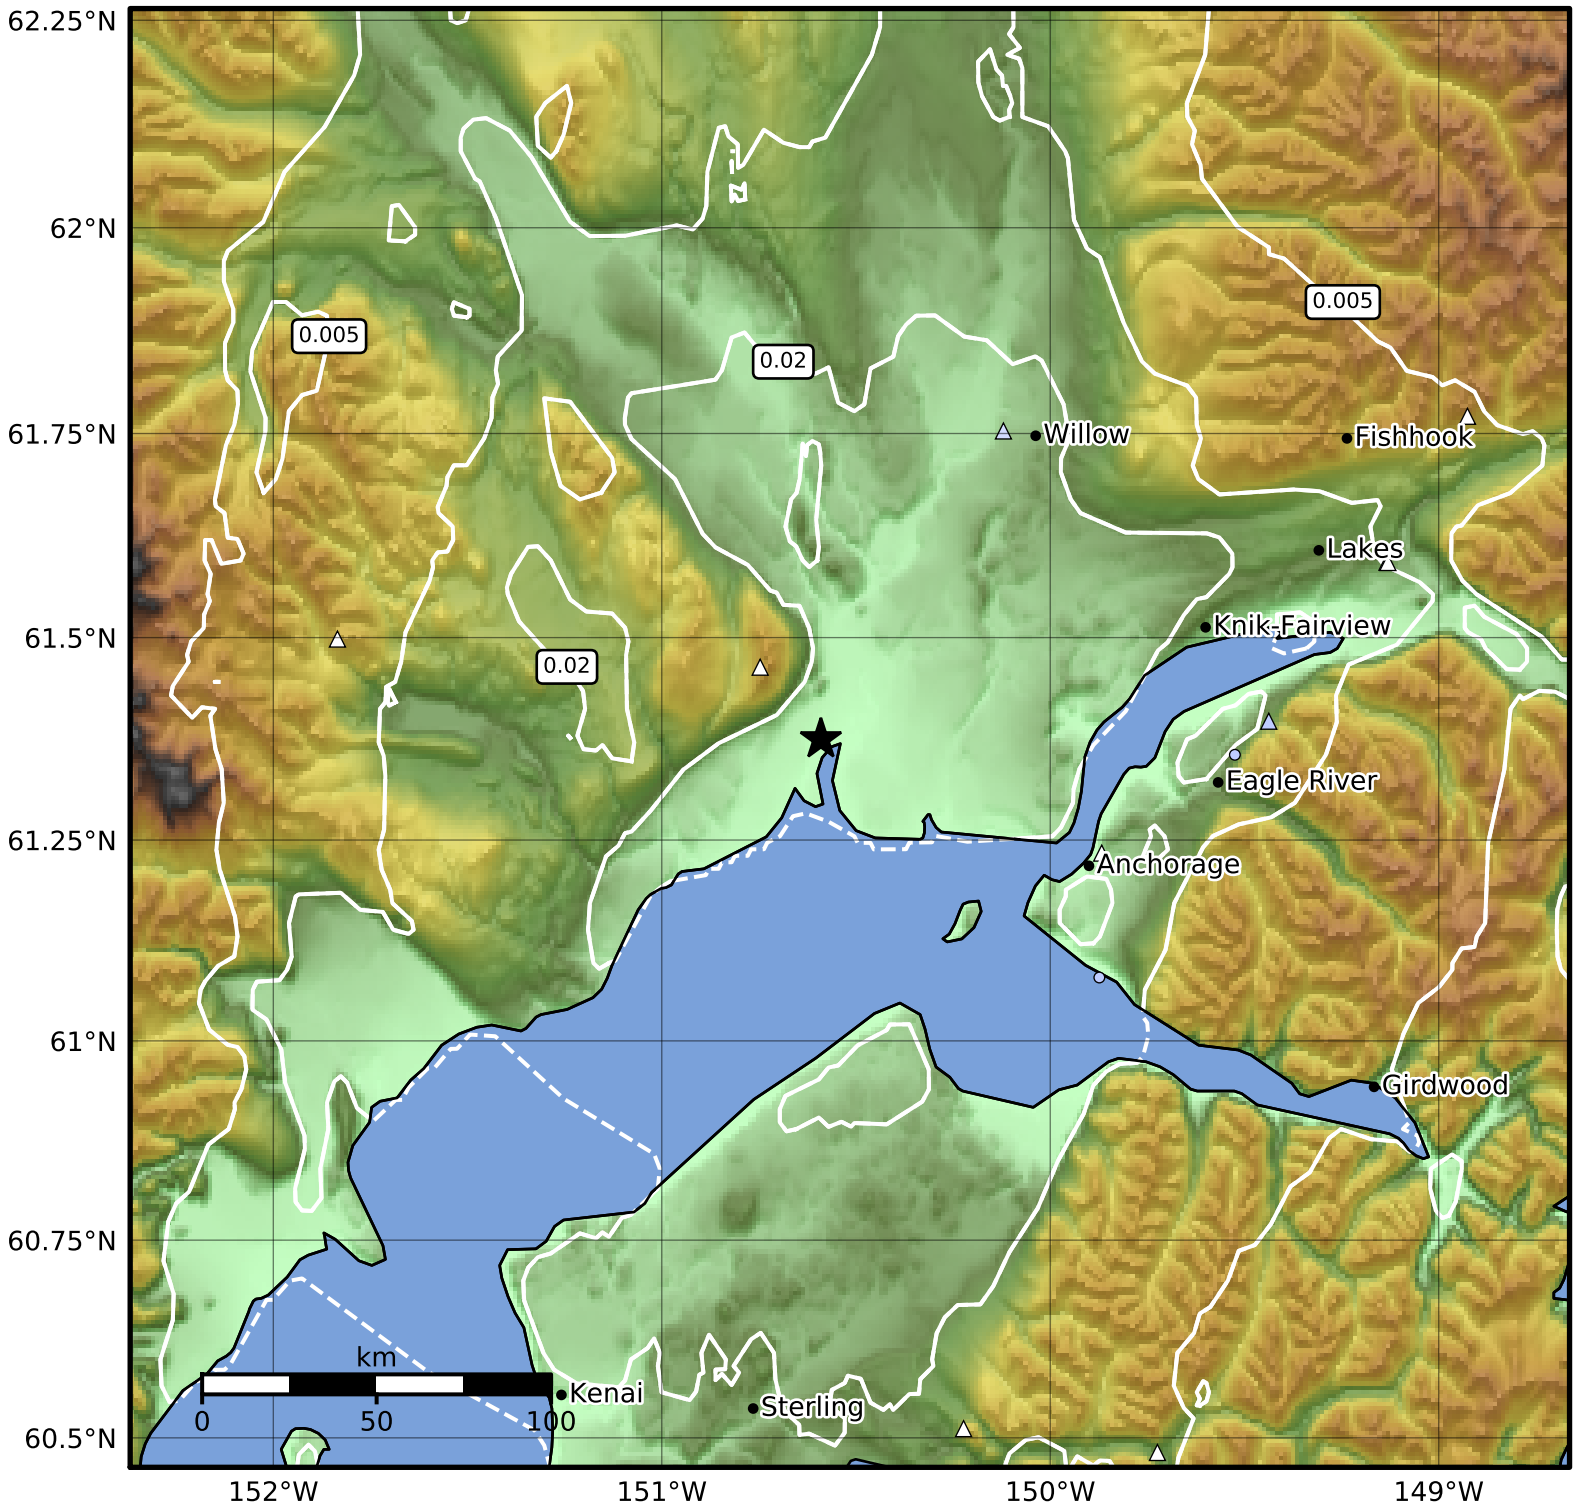 62.25°N
62°N
0.005
0.005
0.02
61.75°N
Willow
Fishhook
Lakes
61.5°N
Knik-Fairview
0.02
Eagle River
61.25°N
Anchorage
61°N
Girdwood
60.75°N
km
Kenai
0
50
100
Sterling
60.5°N
152°W
151°W
150°W
149°W